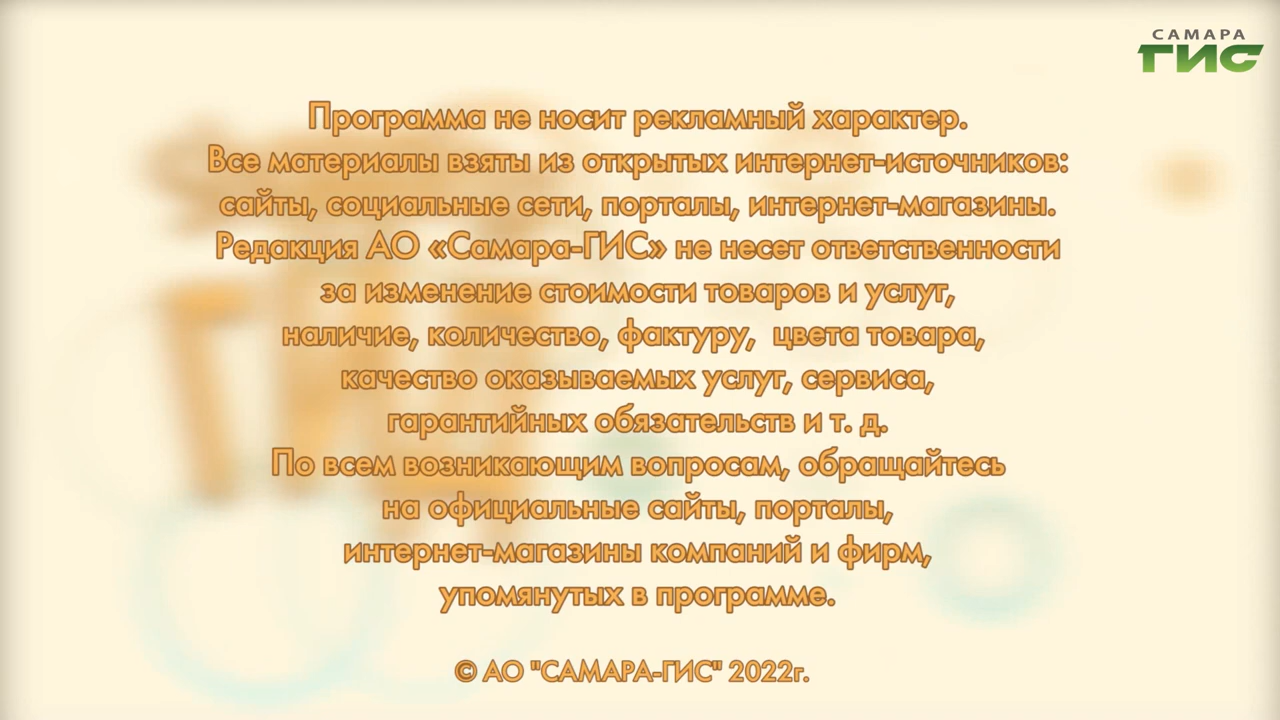 САМАРА
ГИС
Программа не носит рекламный характер.
Все материалы взяты из открытых интернет-источников:
сайты, социальные сети, порталы, интернет-магазины.
Редакция АО «Самара-ГИС» не несет ответственности
за изменение стоимости товаров и услуг,
наличие, количество, фактуру, цвета товара,
качество оказываемых услуг, сервиса,
гарантийных обязательств и т. д.
По всем возникающим вопросам, обращайтесь
на официальные сайты, порталы,
интернет-магазины компаний и фирм,
упомянутых в программе.
© АО "САМАРА-ГИС" 2022г.